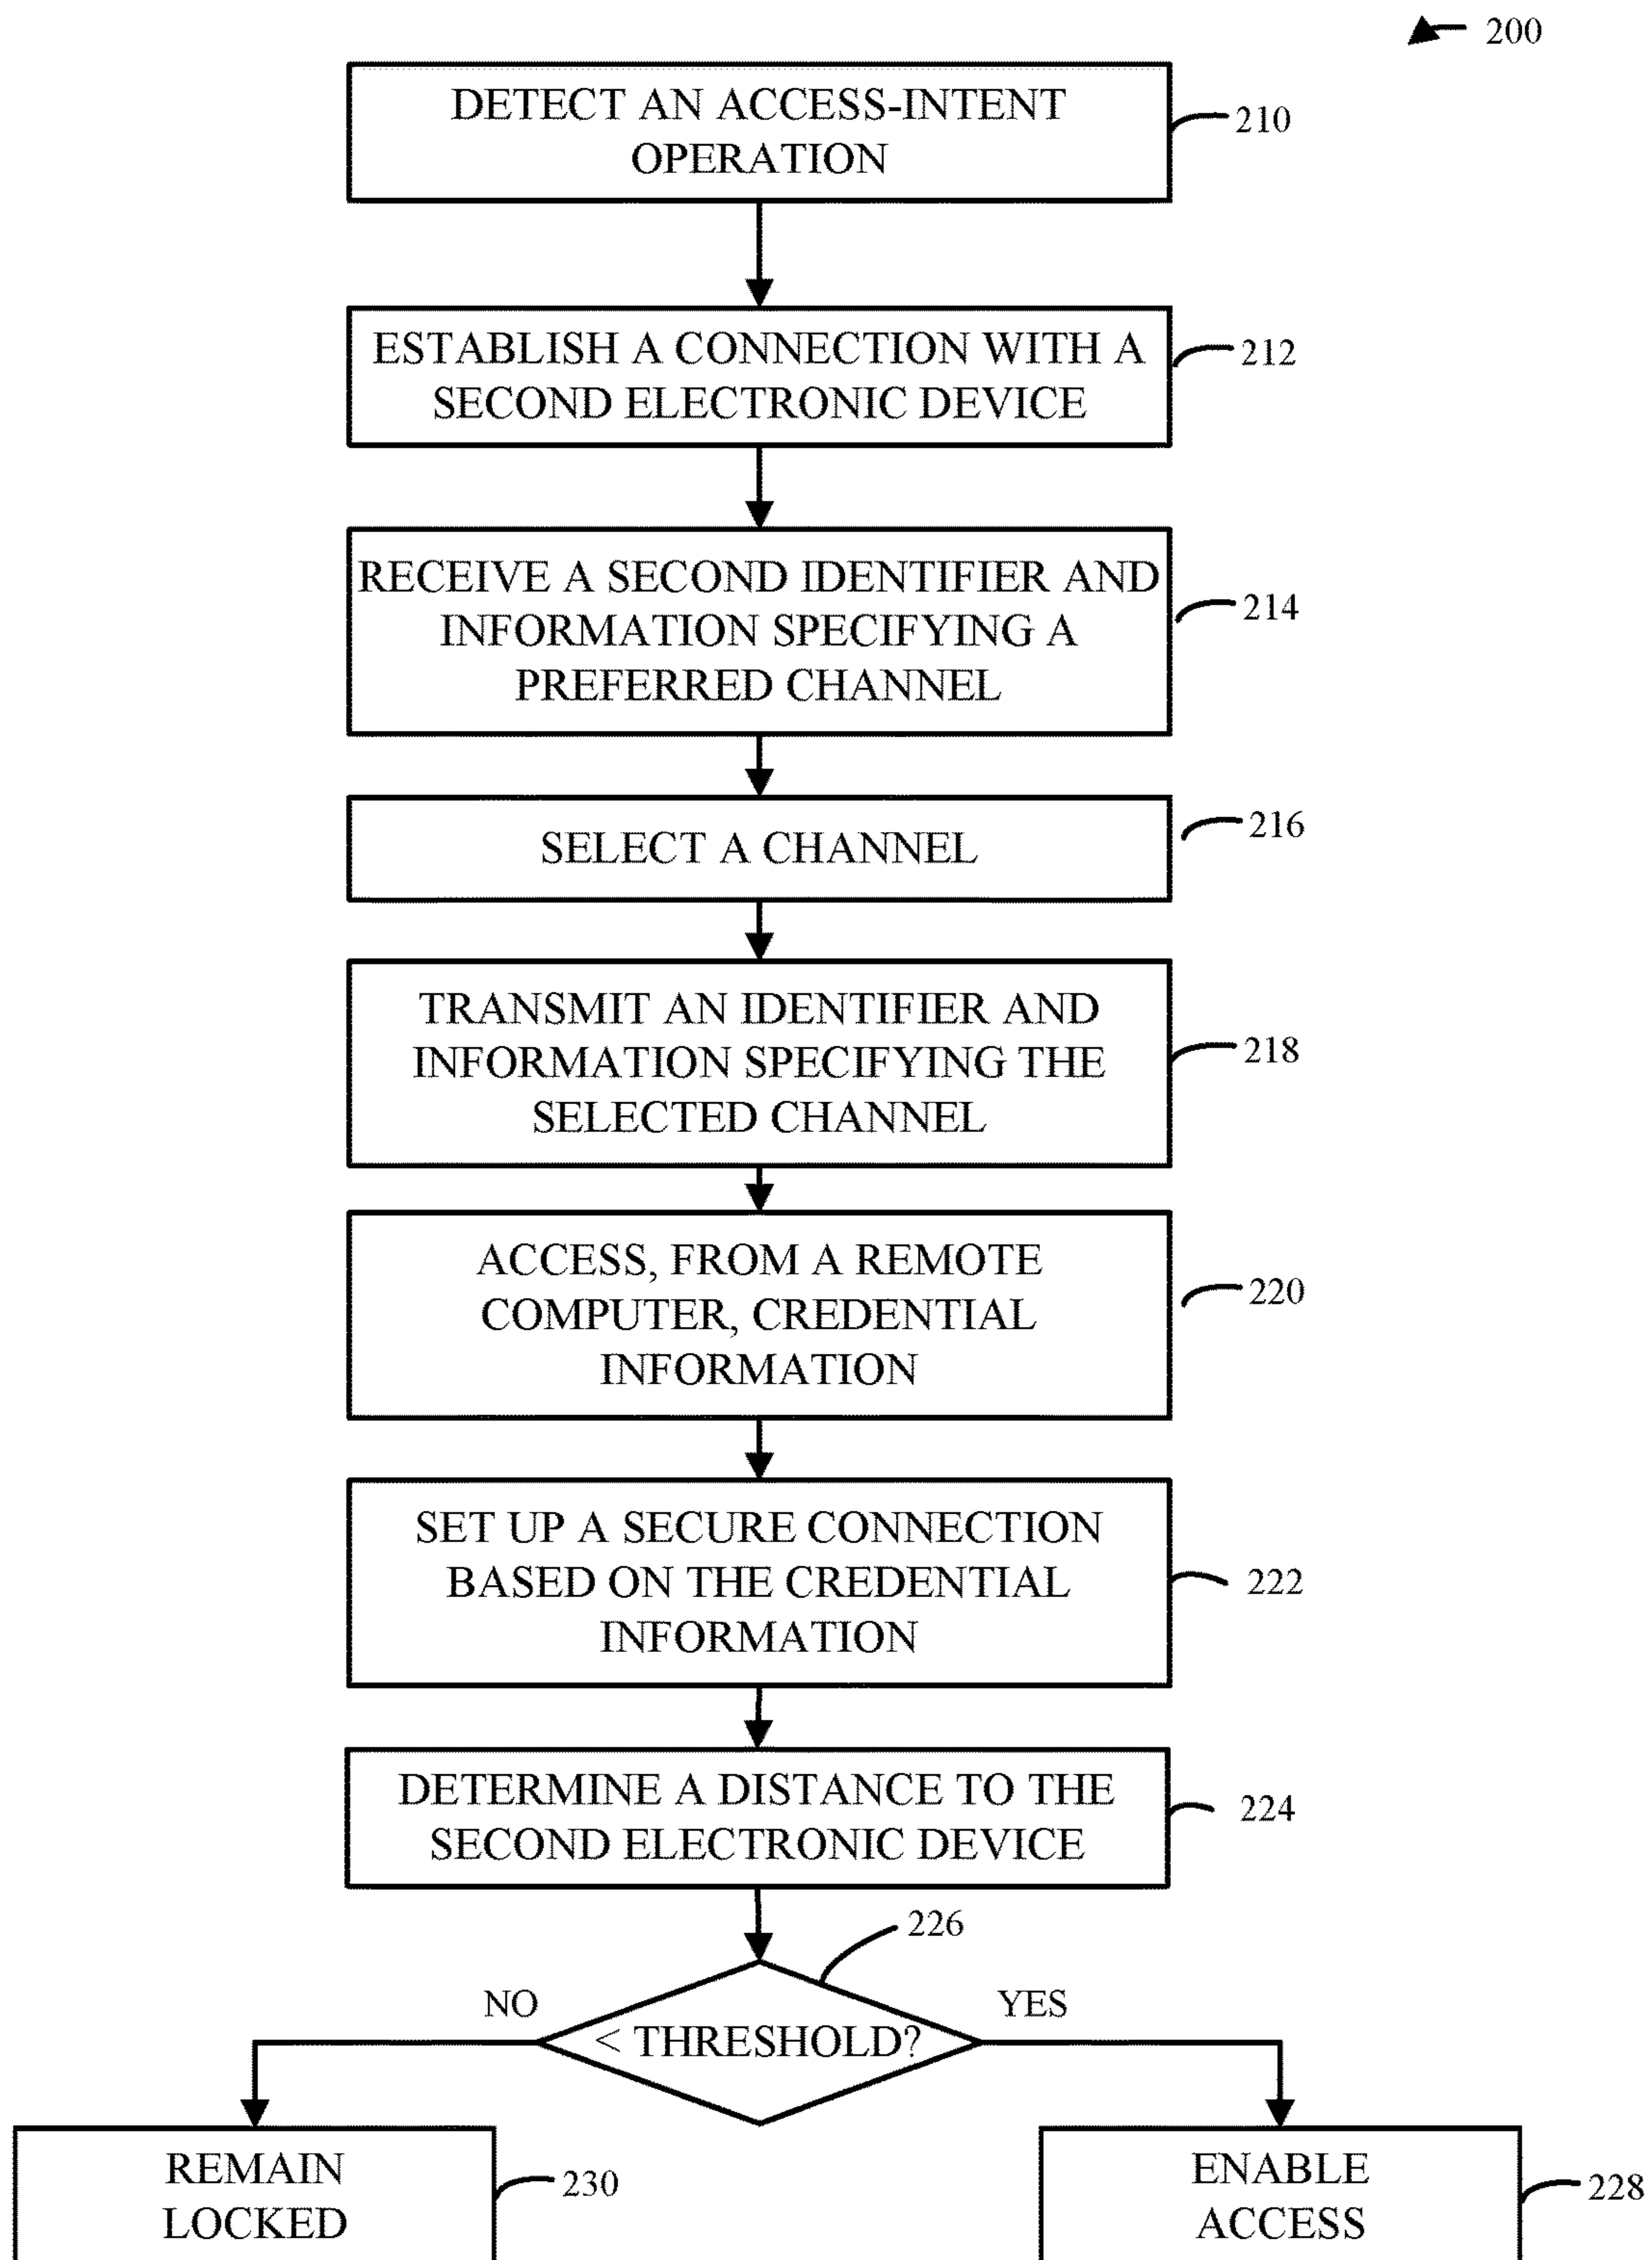 200
DETECT AN ACCESS-INTENT
OPERATION
210
ESTABLISH A CONNECTION WITH A
SECOND ELECTRONIC DEVICE
212
RECEIVE A SECOND IDENTIFIER AND
INFORMATION SPECIFYING A
PREFERRED CHANNEL
214
SELECT A CHANNEL
216
TRANSMIT AN IDENTIFIER AND
INFORMATION SPECIFYING THE
SELECTED CHANNEL
218
ACCESS, FROM A REMOTE
COMPUTER, CREDENTIAL
INFORMATION
220
SET UP A SECURE CONNECTION
BASED ON THE CREDENTIAL
INFORMATION
222
DETERMINE A DISTANCE TO THE
SECOND ELECTRONIC DEVICE
224
226
NO
YES
< THRESHOLD?
REMAIN
LOCKED
230
ENABLE
ACCESS
228